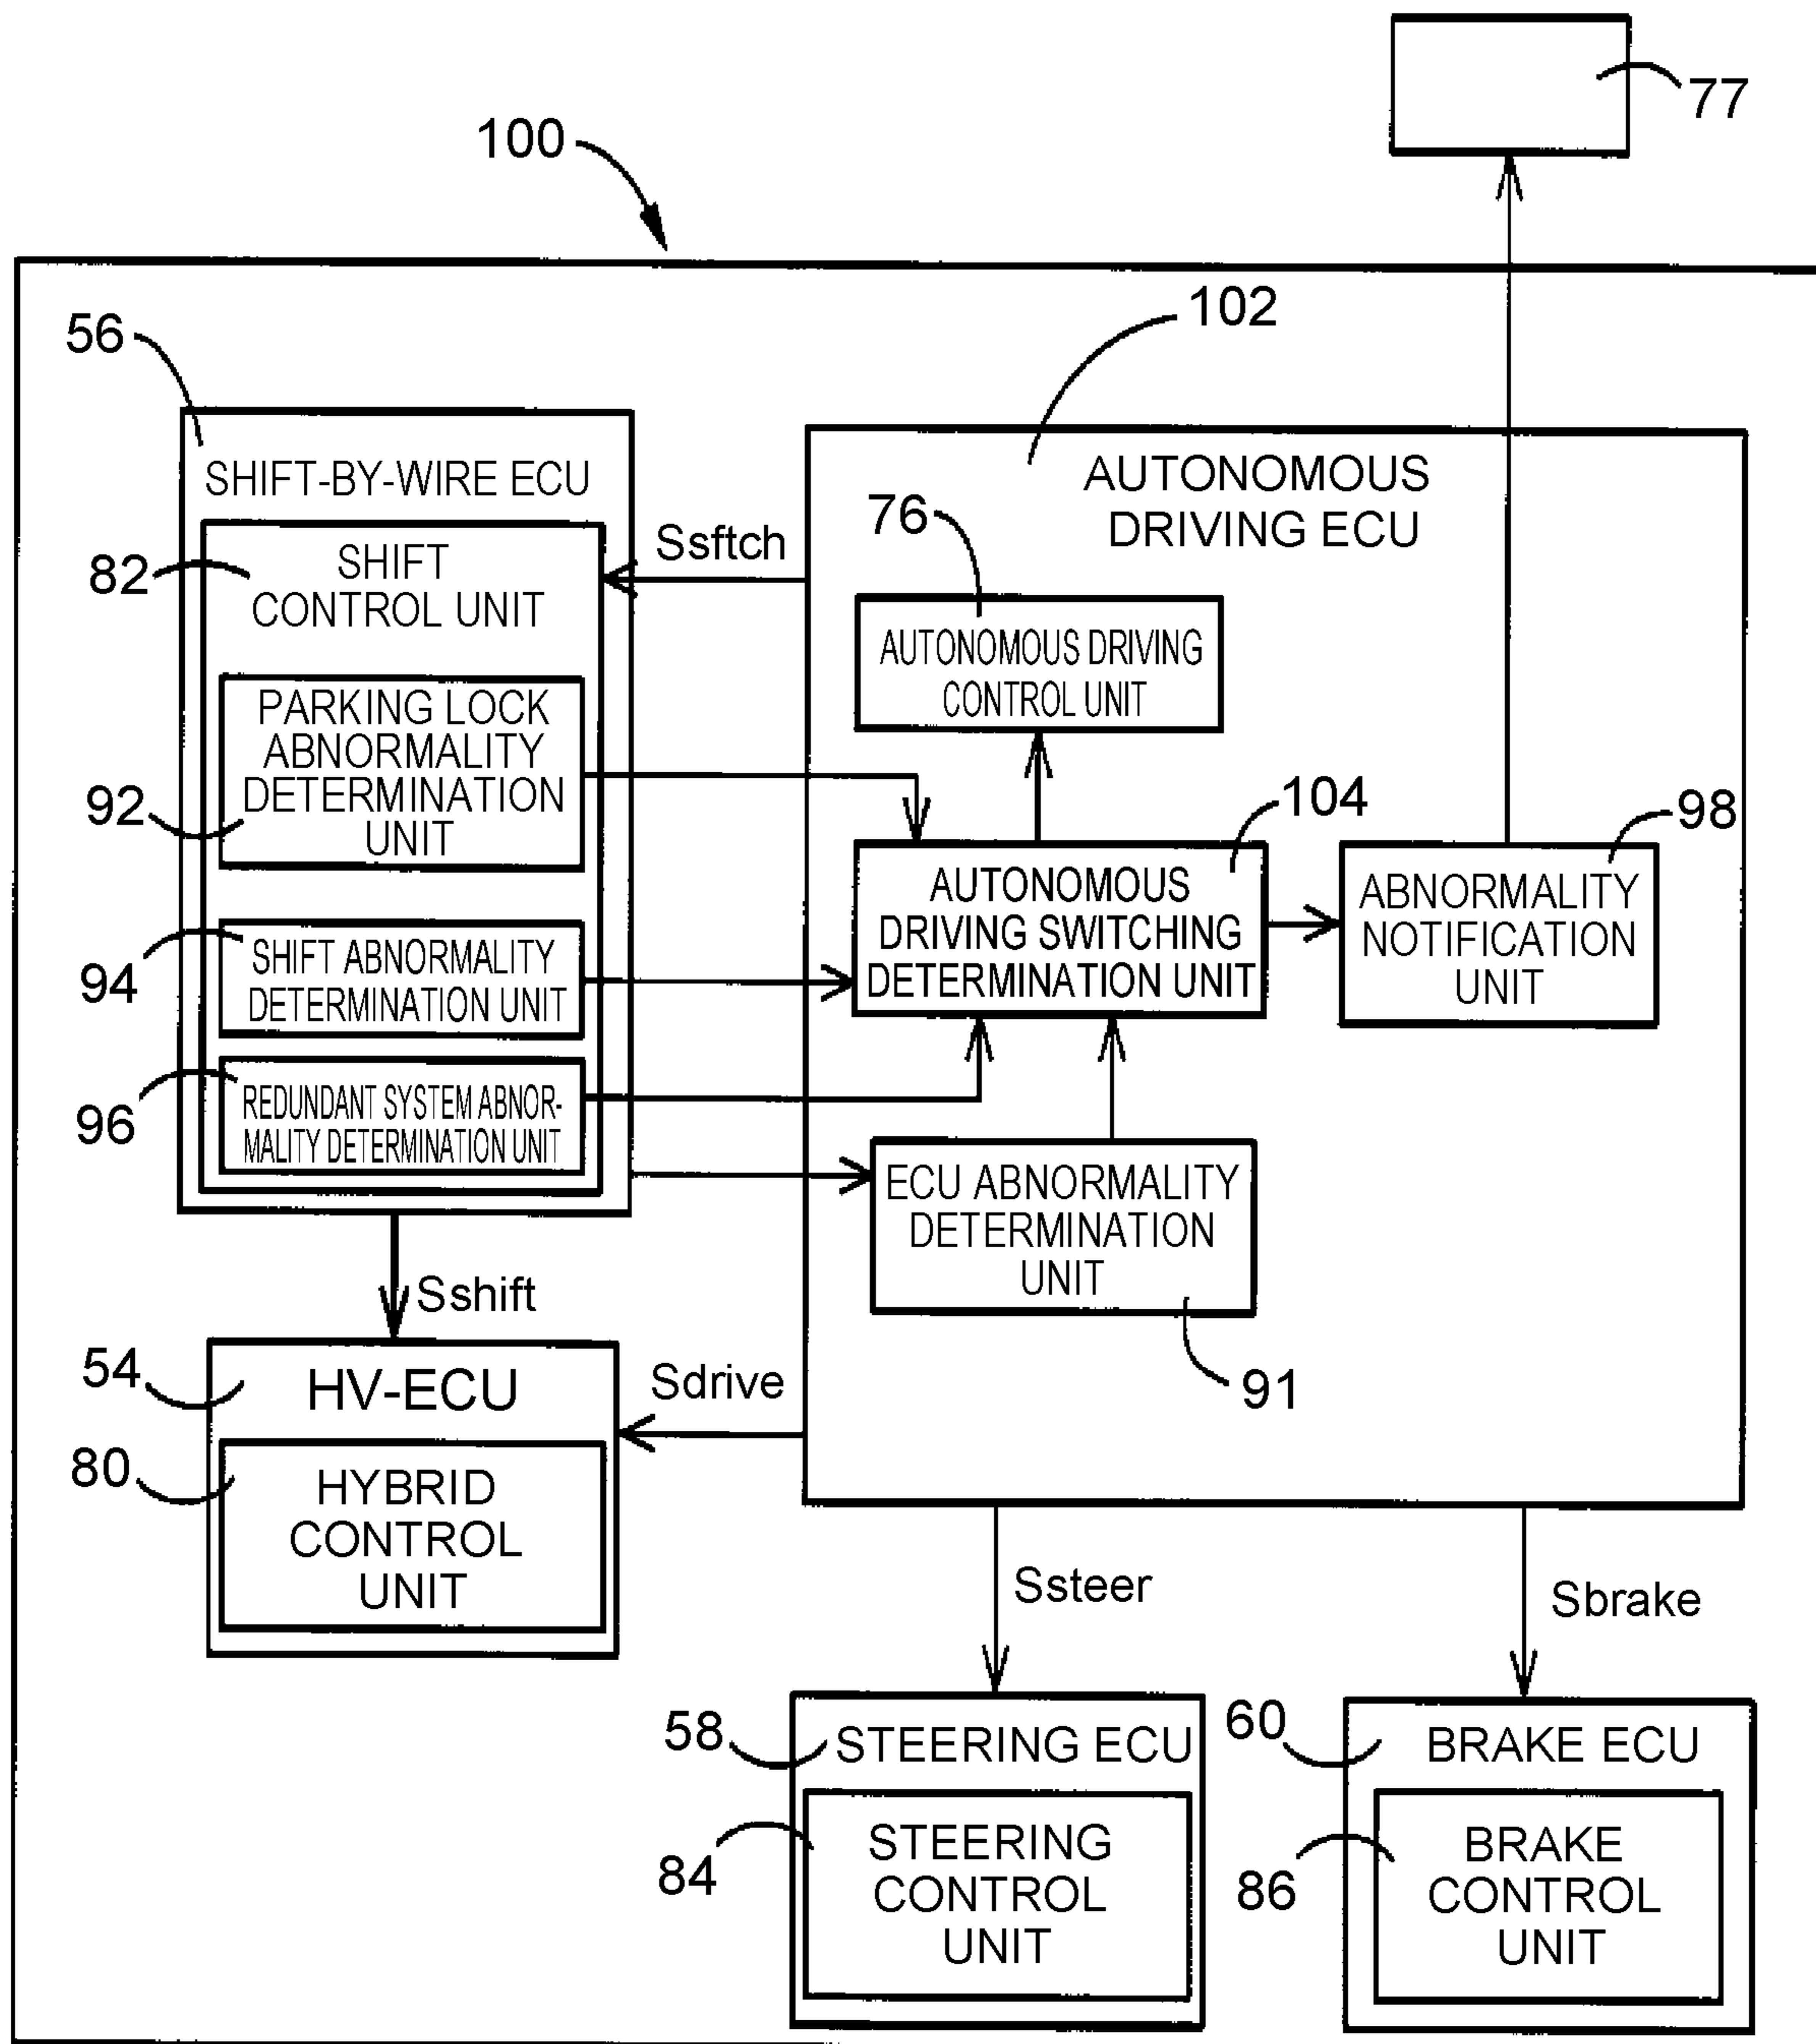 77
100
102
56
SHIFT-BY-WIRE ECU
AUTONOMOUS
DRIVING ECU
82
SHIFT
CONTROL UNIT
Ssftch
76
AUTONOMOUS DRIVING
CONTROL UNIT
PARKING LOCK
ABNORMALITY
DETERMINATION
UNIT
92
104
98
AUTONOMOUS
DRIVING SWITCHING
DETERMINATION UNIT
ABNORMALITY
NOTIFICATION
UNIT
94
SHIFT ABNORMALITY
DETERMINATION UNIT
96
REDUNDANT SYSTEM ABNOR-
MALITY DETERMINATION UNIT
ECU ABNORMALITY
DETERMINATION
UNIT
91
Sshift
54
HV-ECU
Sdrive
80
HYBRID
CONTROL
UNIT
Ssteer
Sbrake
58
STEERING ECU
60
BRAKE ECU
84
STEERING
CONTROL
UNIT
86
BRAKE
CONTROL
UNIT